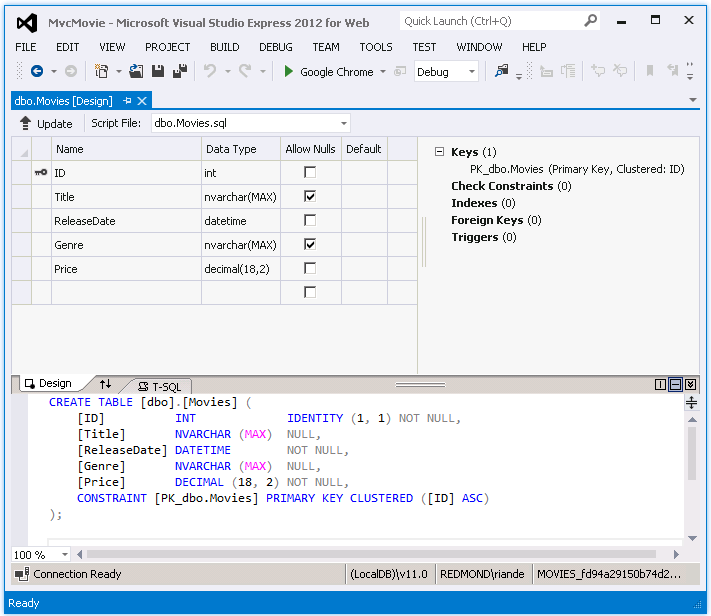 MvcMovie - Microsoft Visual Studio Express 2012 for Web
Quick Launch (Ctrl+Q)
FILE EDIT VIEW PROJECT BUILD DEBUG TEAM TOOLS TEST WINDOW HELP
Google Chrome Debug
dbo.Movies [Design]
Update Script File: dbo.Movies.sql
Name Data Type Allow Nulls Default
ID int
Title nvarchar(MAX)
ReleaseDate datetime
Genre nvarchar(MAX)
Price decimal(18,2)
Keys (1)
PK_dbo.Movies (Primary Key, Clustered: ID)
Check Constraints (0)
Indexes (0)
Foreign Keys (0)
Triggers (0)
Design T-SQL
CREATE TABLE [dbo].[Movies] (
[ID] INT IDENTITY (1, 1) NOT NULL,
[Title] NVARCHAR (MAX) NULL,
[ReleaseDate] DATETIME NOT NULL,
[Genre] NVARCHAR (MAX) NULL,
[Price] DECIMAL (18, 2) NOT NULL,
CONSTRAINT [PK_dbo.Movies] PRIMARY KEY CLUSTERED ([ID] ASC)
);
100 %
Connection Ready (LocalDB)\v11.0 REDMOND\riande MOVIES_fd94a29150b74d2...
Ready